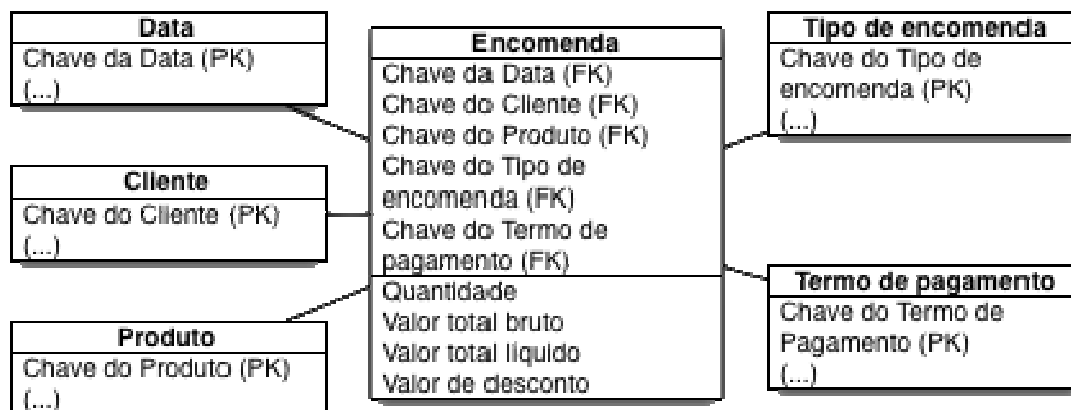 Data
Chave da Data (PK)
(...)
Cliente
Chave do Cliente (PK)
(...)
Produto
Chave do Produto (PK)
(...)
Encomenda
Chave da Data (FK)
Chave do Cliente (FK)
Chave do Produto (FK)
Chave do Tipo de
encomenda (FK)
Chave do Termo de
pagamento (FK)
Quantidade
Valor total bruto
Valor total líquido
Valor de desconto
Tipo de encomenda
Chave do Tipo de
encomenda (PK)
(...)
Termo de pagamento
Chave do Termo de
Pagamento (PK)
(...)